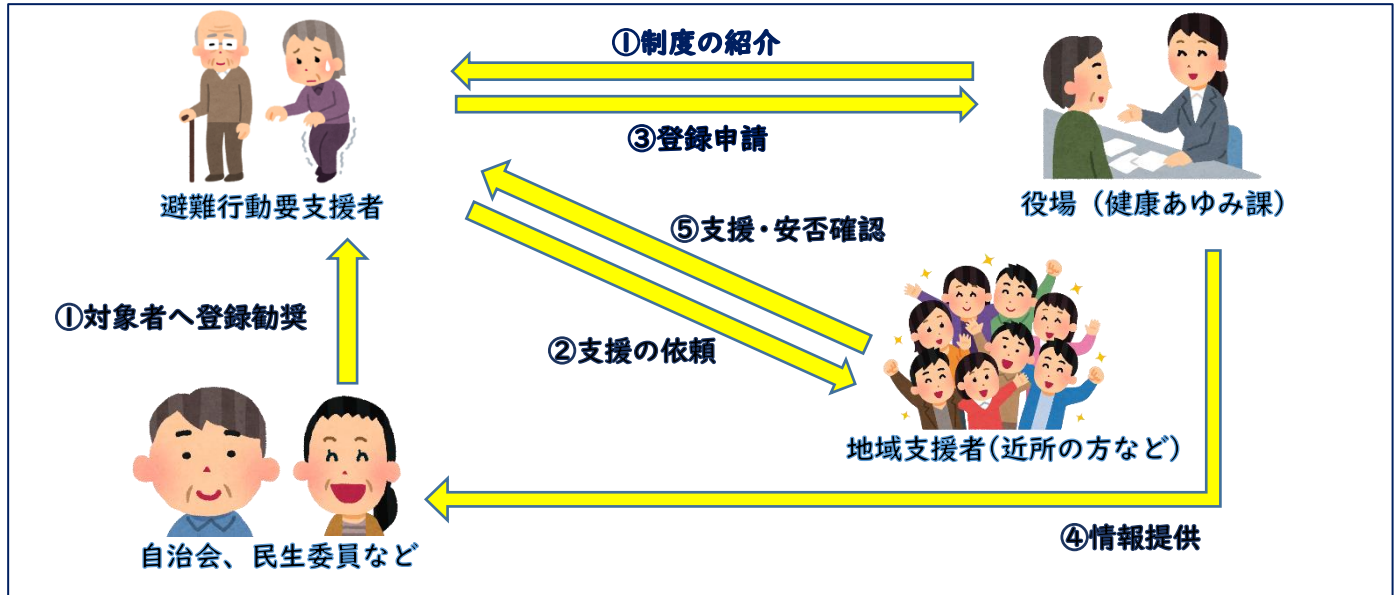 ①制度の紹介
③登録申請
避難行動要支援者
役場（健康あゆみ課）
⑤支援・安否確認
①対象者へ登録勧奨
②支援の依頼
地域支援者(近所の方など)
④情報提供
自治会、民生委員など